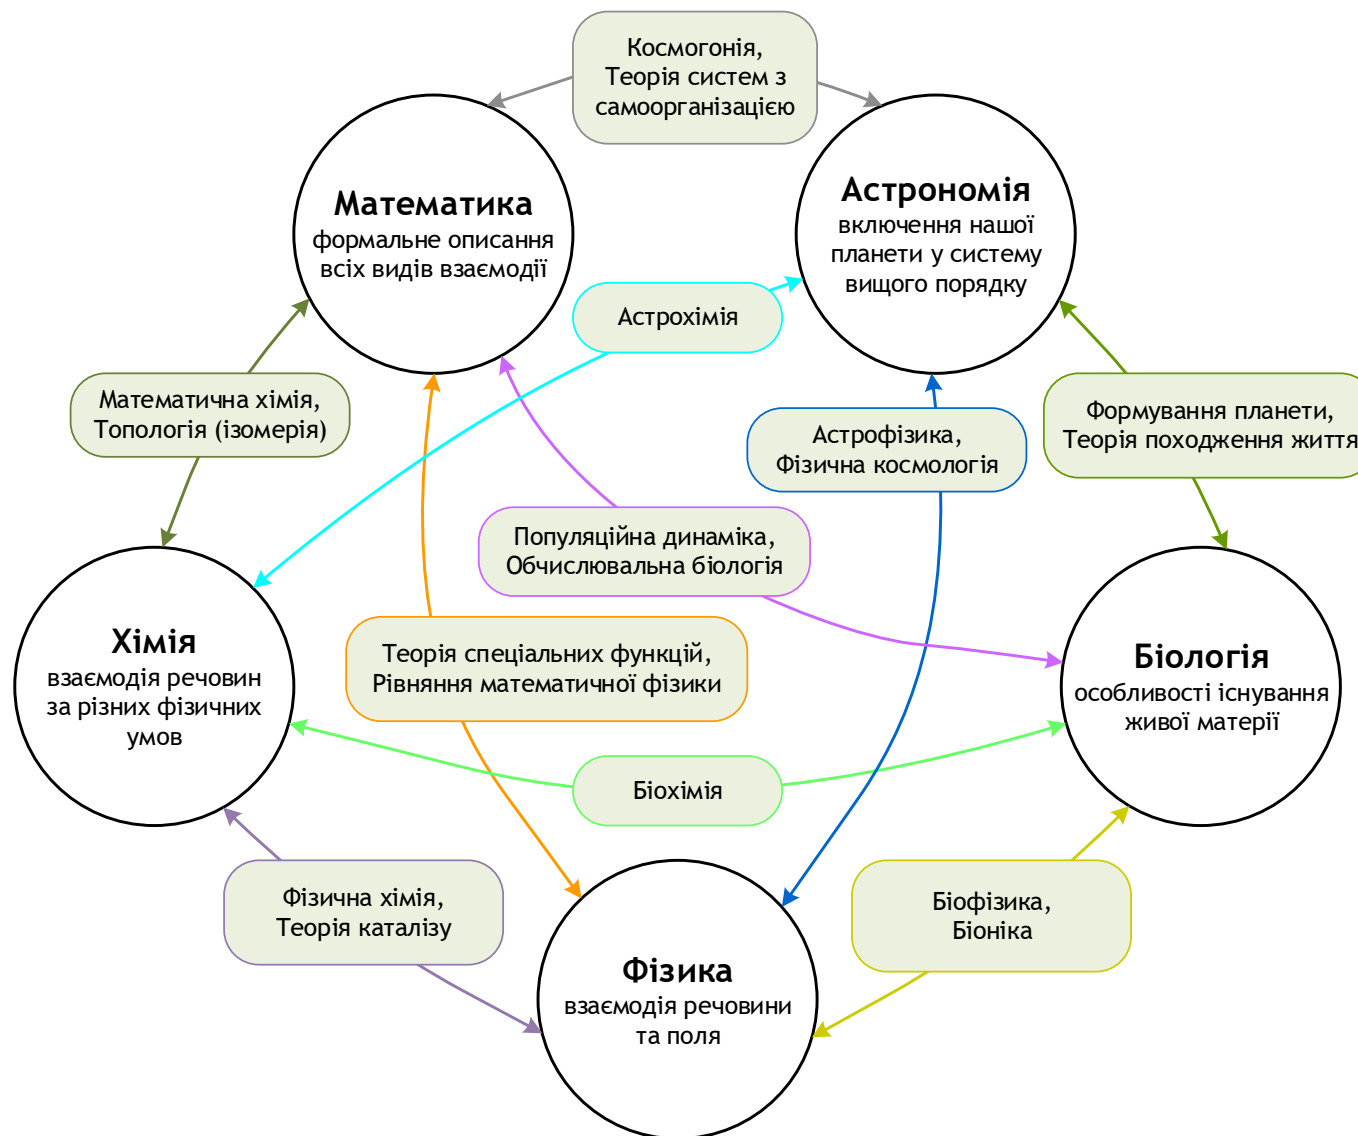 Космогонія,
Теорія систем з
самоорганізацією
Математика
формальне описання
всіх видів взаємодії
Астрономія
включення нашої
планети у систему
вищого порядку
Астрохімія
Математична хімія,
Топологія (ізомерія)
Астрофізика,
Фізична космологія
Формування планети,
Теорія походження життя
Популяційна динаміка,
Обчислювальна біологія
Хімія
взаємодія речовин
за різних фізичних
умов
Теорія спеціальних функцій,
Рівняння математичної фізики
Біологія
особливості існування
живої матерії
Біохімія
Фізична хімія,
Теорія каталізу
Біофізика,
Біоніка
Фізика
взаємодія речовини
та поля